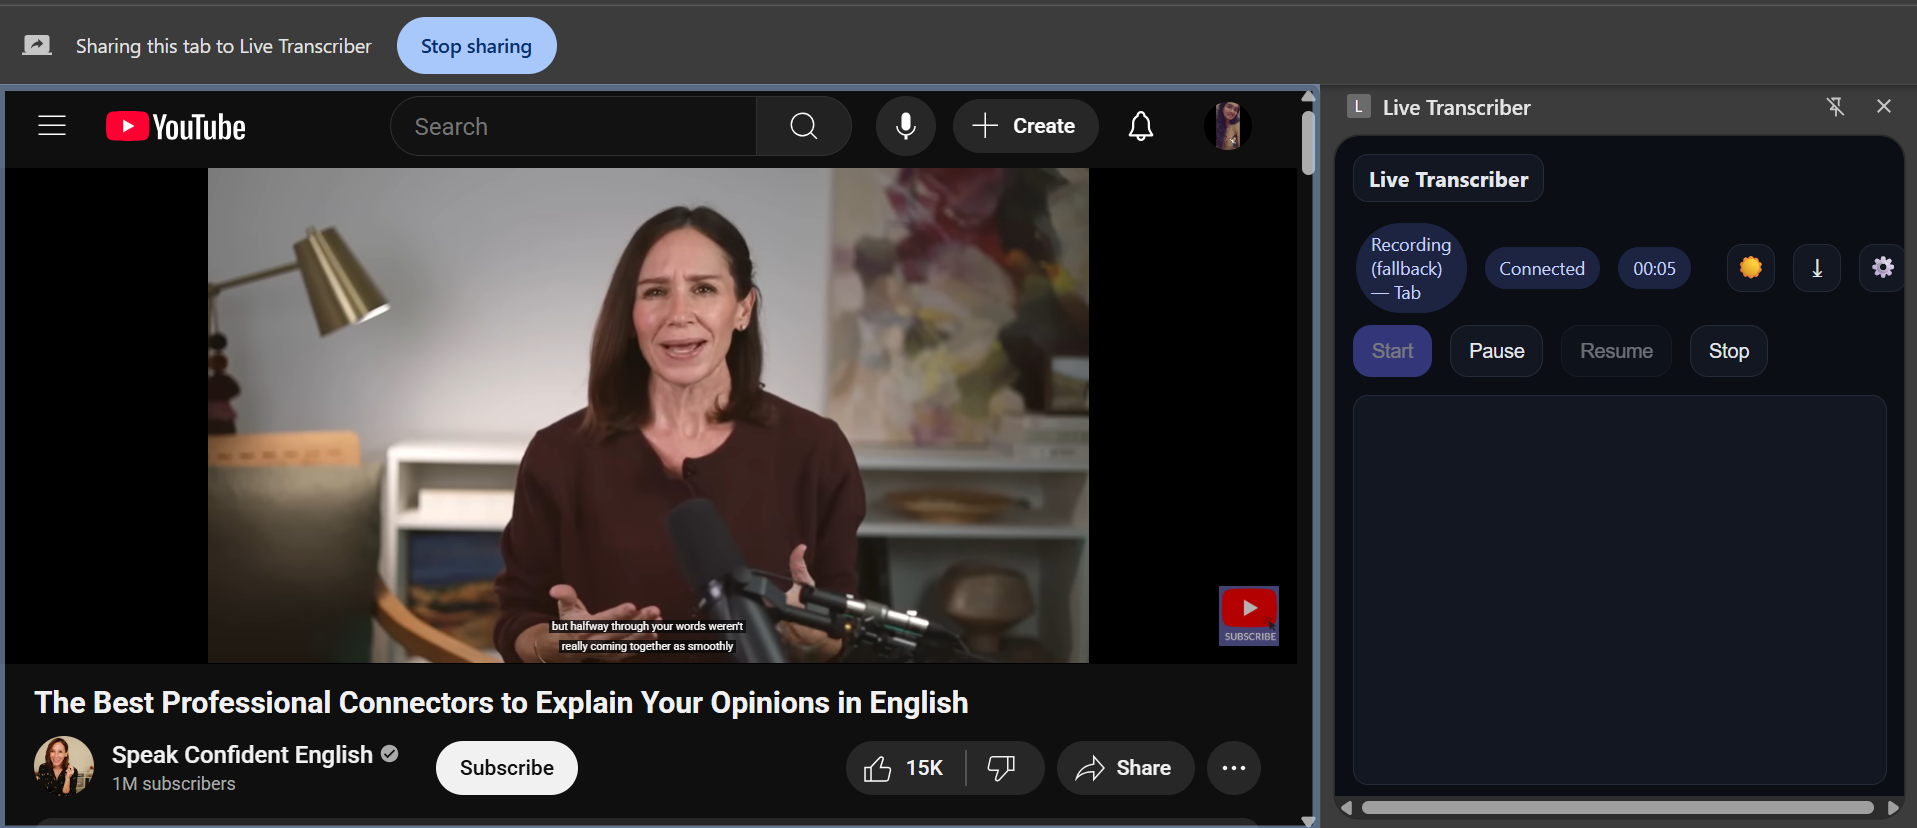 Sharing this tab to Live Transcriber
Stop sharing
YouTube
Search
Create
but halfway through your words weren't
really coming together as smoothly
SUBSCRIBE
The Best Professional Connectors to Explain Your Opinions in English
Speak Confident English
1M subscribers
Subscribe
15K
Share
L Live Transcriber
Live Transcriber
Recording
(fallback)
— Tab
Connected
00:05
Start
Pause
Resume
Stop